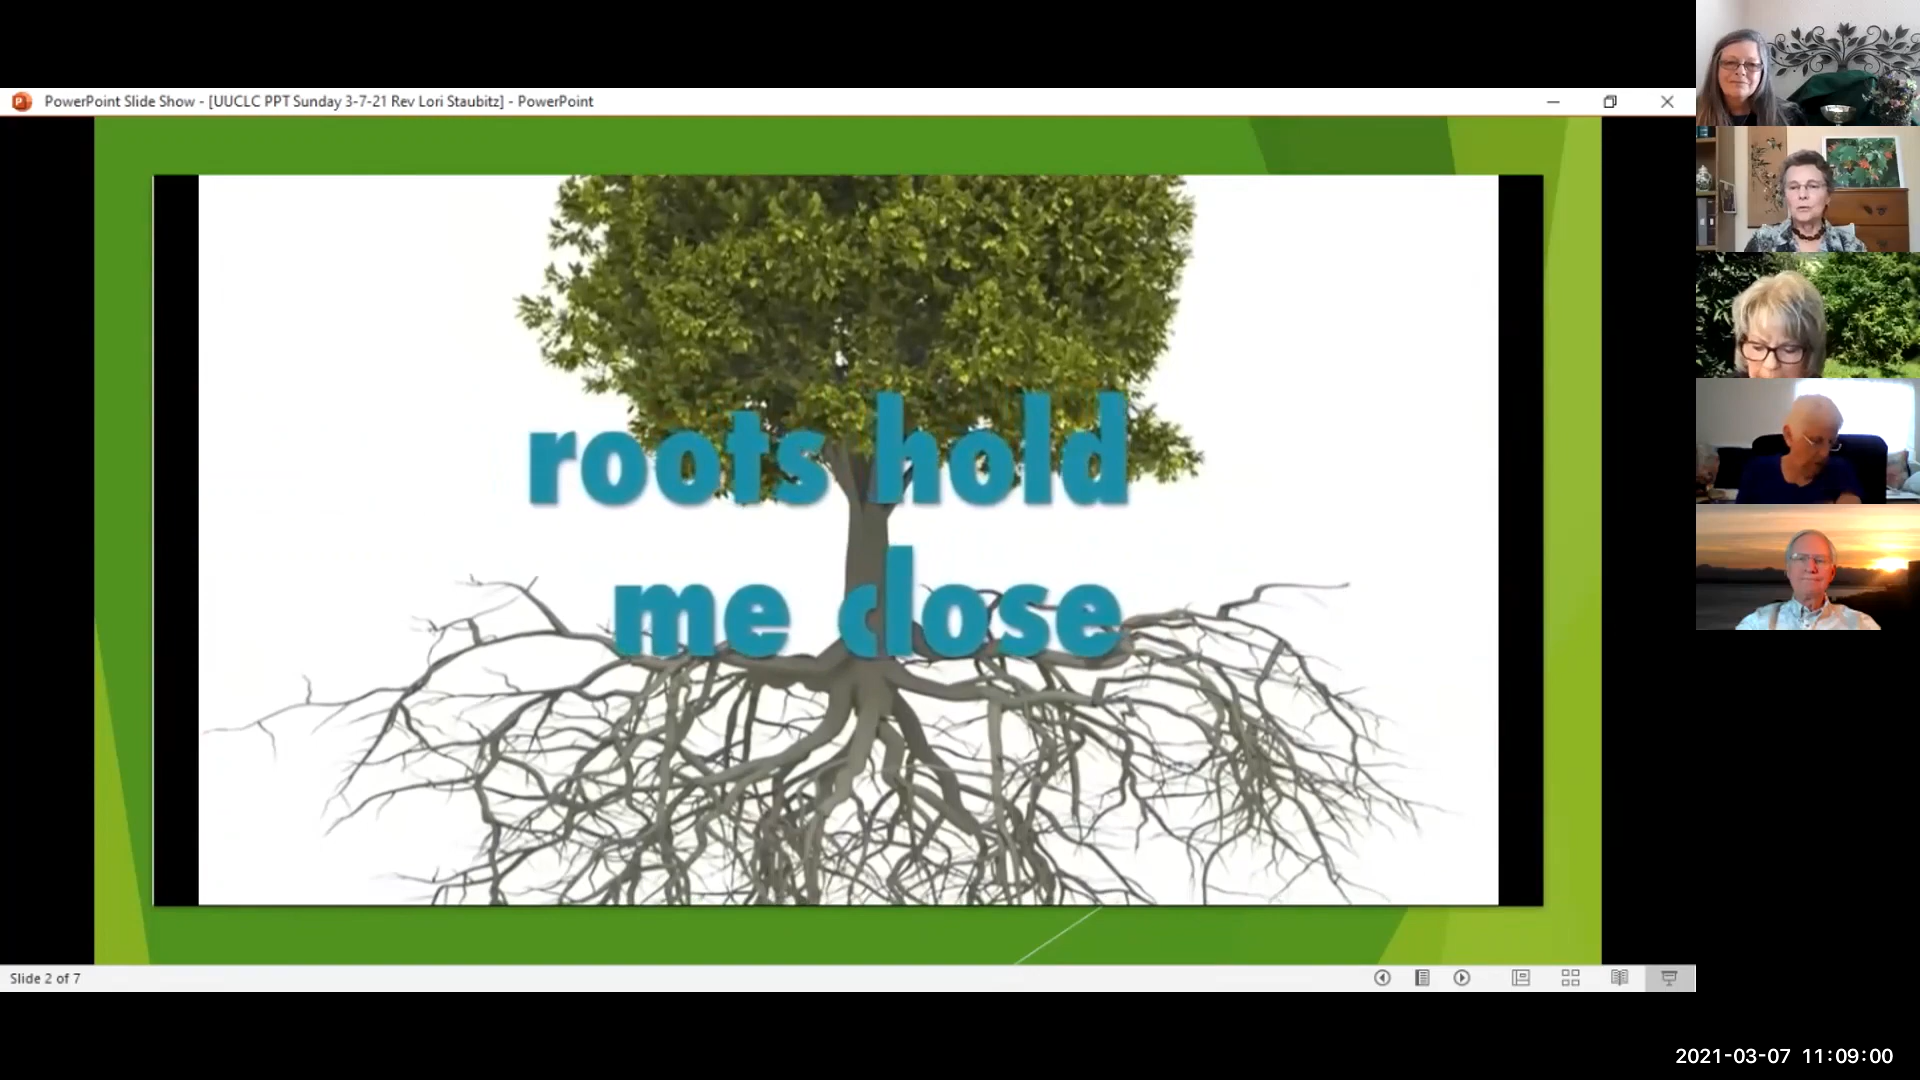 PowerPoint Slide Show - [UUCLC PPT Sunday 3-7-21 Rev Lori Staubitz] - PowerPoint
roots hold
me close
Slide 2 of 7
2021-03-07 11:09:00